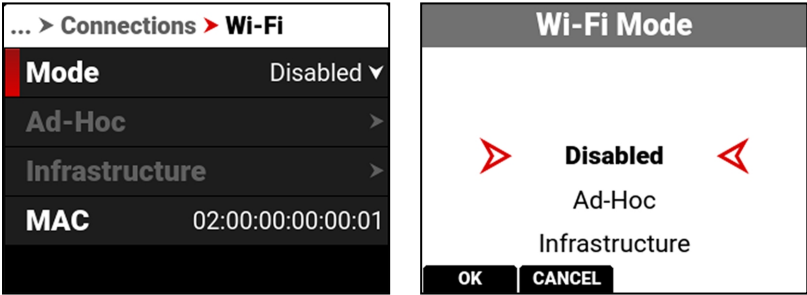 ... > Connections > Wi-Fi
Mode Disabled
Ad-Hoc >
Infrastructure >
MAC 02:00:00:00:00:01
Wi-Fi Mode
Disabled
Ad-Hoc
Infrastructure
OK CANCEL